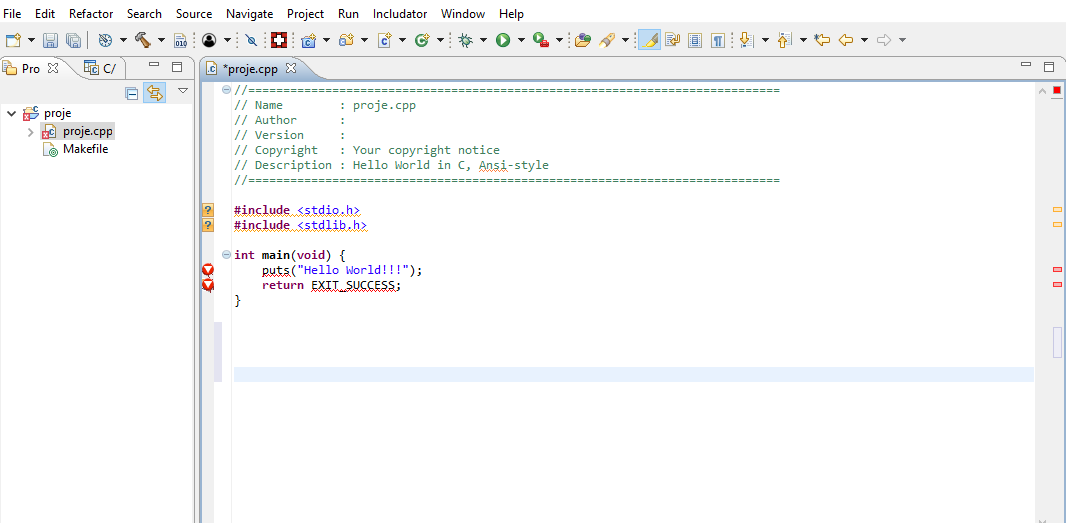 File Edit Refactor Search Source Navigate Project Run Includator Window Help
010
Pro C/
*proje.cpp
proje
proje.cpp
Makefile
//============================================================================
// Name        : proje.cpp
// Author      :
// Version     :
// Copyright   : Your copyright notice
// Description : Hello World in C, Ansi-style
//============================================================================
#include <stdio.h>
#include <stdlib.h>
int main(void) {
    puts("Hello World!!!");
    return EXIT_SUCCESS;
}